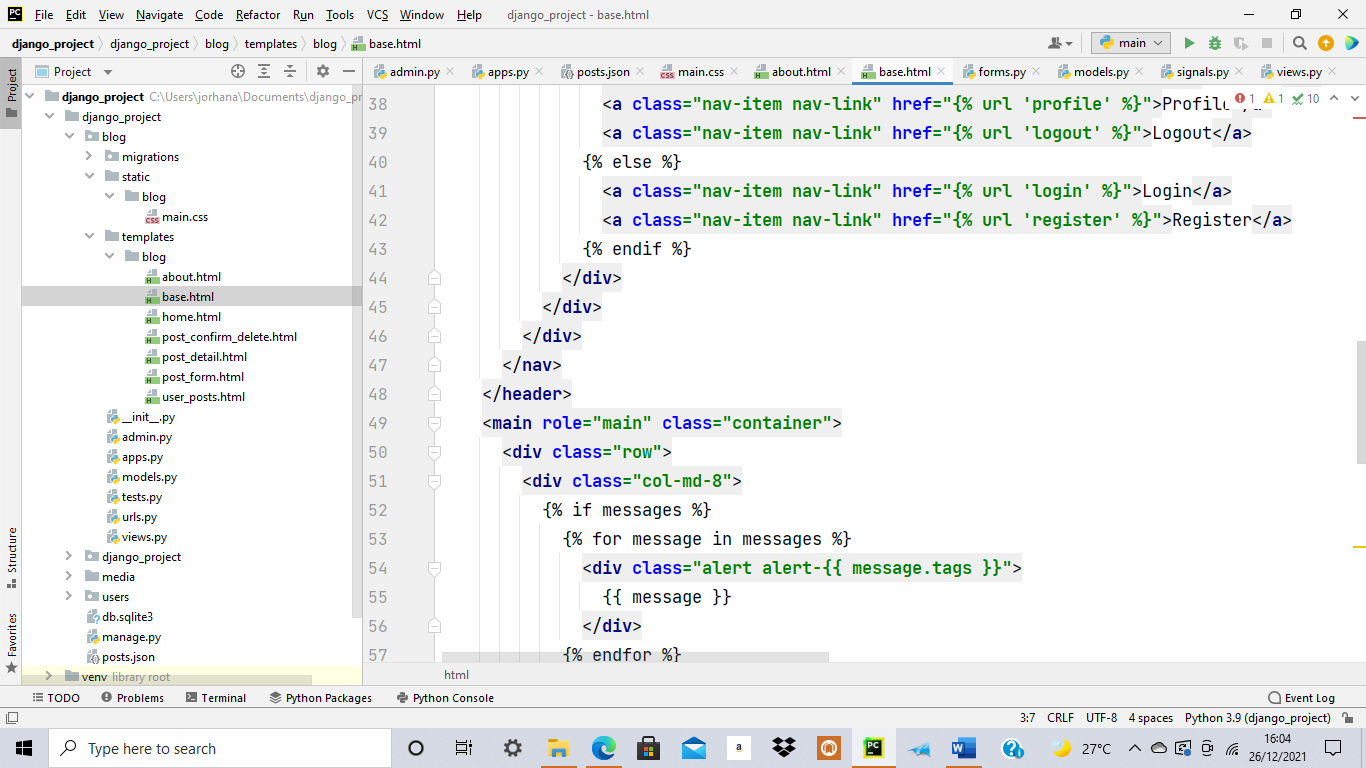 PC File Edit View Navigate Code Refactor Run Tools VCS Window Help django_project - base.html
django_project django_project blog templates blog base.html main
Project admin.py apps.py posts.json main.css about.html base.html forms.py models.py signals.py views.py
Project
Structure
Favorites
django_project C:\Users\jorhana\Documents\django_pr
django_project
blog
migrations
static
blog
main.css
templates
blog
about.html
base.html
home.html
post_confirm_delete.html
post_detail.html
post_form.html
user_posts.html
__init__.py
admin.py
apps.py
models.py
tests.py
urls.py
views.py
django_project
media
users
db.sqlite3
manage.py
posts.json
venv library root
1 1 10
38 <a class="nav-item nav-link" href="{% url 'profile' %}">Profile</a>
39 <a class="nav-item nav-link" href="{% url 'logout' %}">Logout</a>
40 {% else %}
41 <a class="nav-item nav-link" href="{% url 'login' %}">Login</a>
42 <a class="nav-item nav-link" href="{% url 'register' %}">Register</a>
43 {% endif %}
44 </div>
45 </div>
46 </div>
47 </nav>
48 </header>
49 <main role="main" class="container">
50 <div class="row">
51 <div class="col-md-8">
52 {% if messages %}
53 {% for message in messages %}
54 <div class="alert alert-{{ message.tags }}">
55 {{ message }}
56 </div>
57 {% endfor %}
html
TODO Problems Terminal Python Packages Python Console Event Log
3:7 CRLF UTF-8 4 spaces Python 3.9 (django_project)
Type here to search a PC W 27°C 16:04
26/12/2021